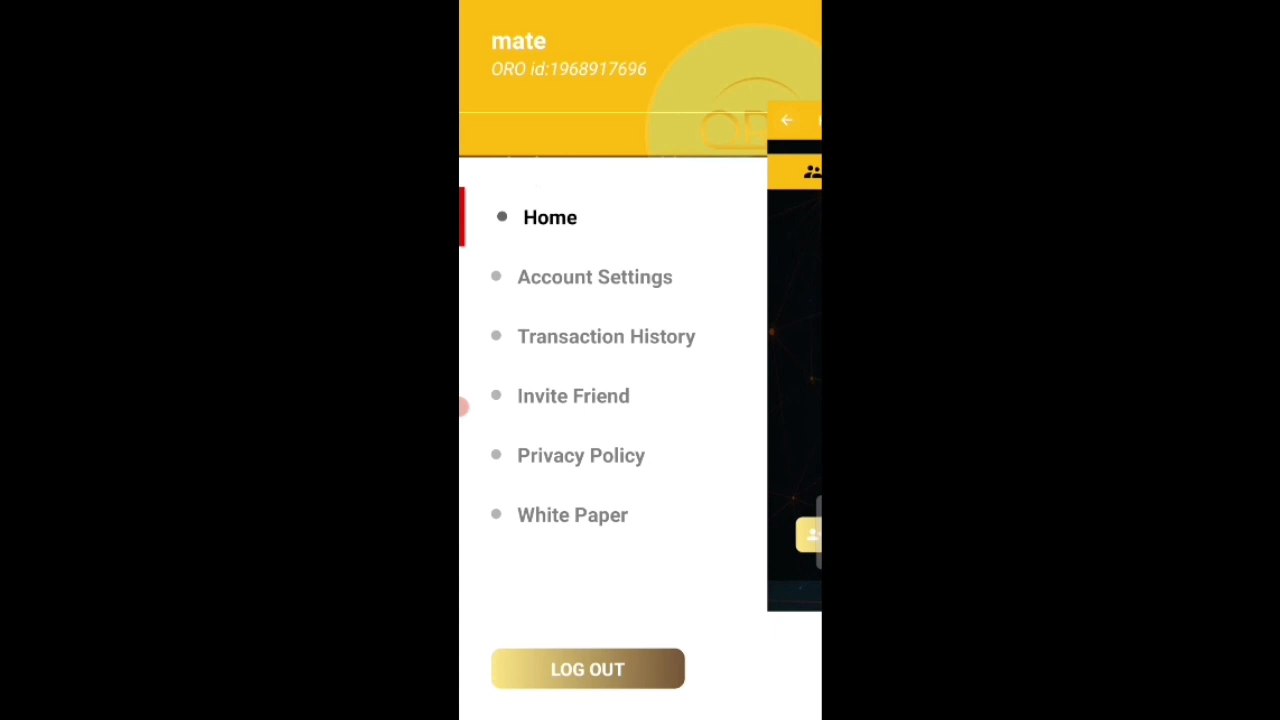 mate
ORO id:1968917696
Home
Account Settings
Transaction History
Invite Friend
Privacy Policy
White Paper
LOG OUT